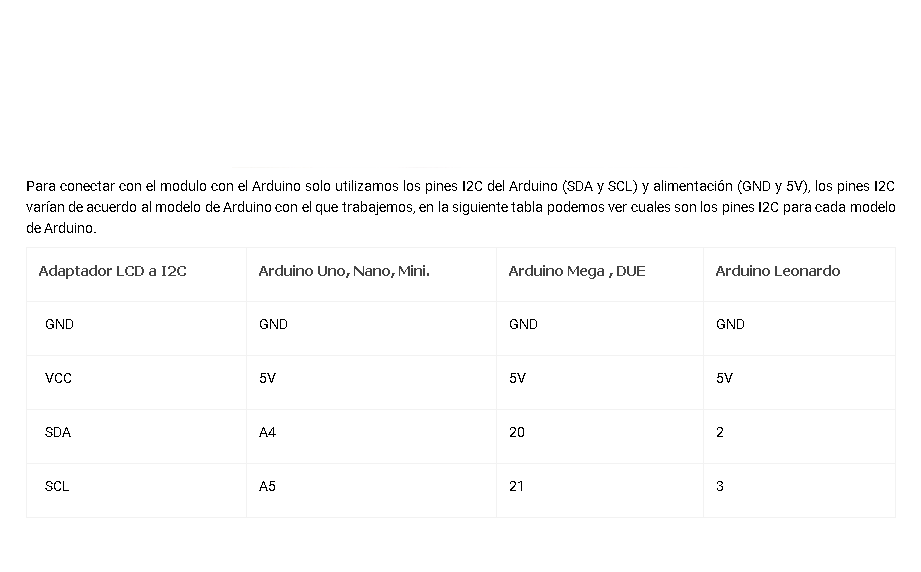 Para conectar con el modulo con el Arduino solo utilizamos los pines I2C del Arduino (SDA y SCL) y alimentación (GND y 5V), los pines I2C
varían de acuerdo al modelo de Arduino con el que trabajemos, en la siguiente tabla podemos ver cuales son los pines I2C para cada modelo
de Arduino.
Adaptador LCD a I2C Arduino Uno, Nano, Mini. Arduino Mega , DUE Arduino Leonardo
GND GND GND GND
VCC 5V 5V 5V
SDA A4 20 2
SCL A5 21 3